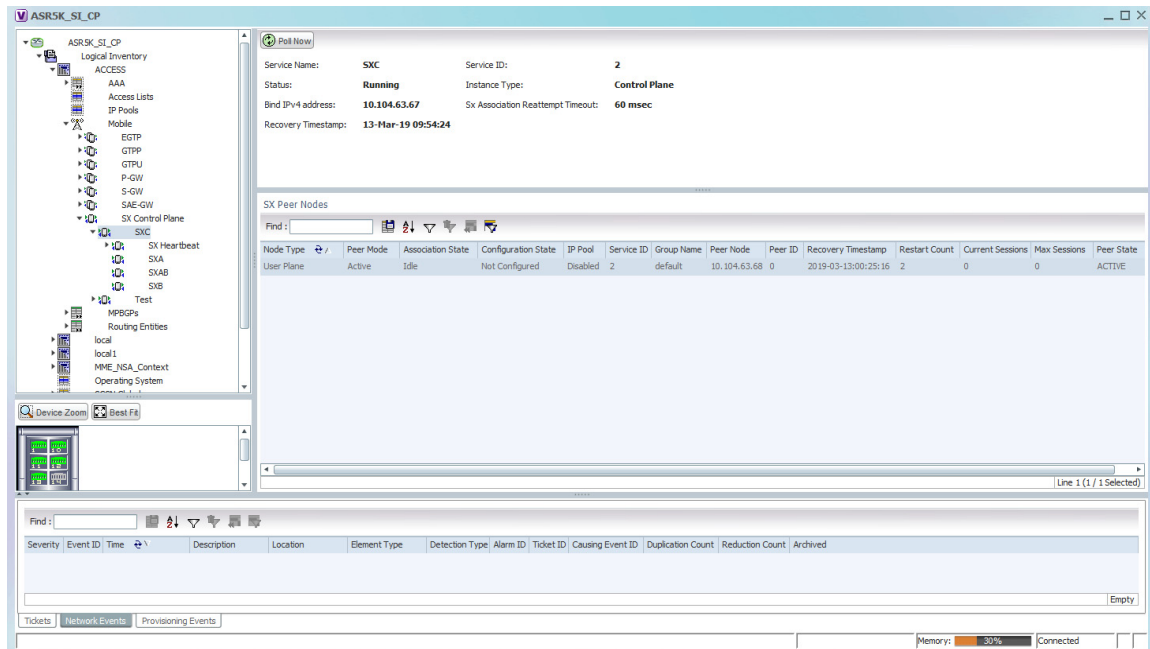 ASR5K_SI_CP
ASR5K_SI_CP
Logical Inventory
ACCESS
AAA
Access Lists
IP Pools
Mobile
EGTP
GTPP
GTPU
P-GW
S-GW
SAE-GW
SX Control Plane
SXC
SX Heartbeat
SXA
SXAB
SXB
Test
MPBGPs
Routing Entities
local
local1
MME_NSA_Context
Operating System
Device Zoom Best Fit
Poll Now
Service Name: SXC Service ID: 2
Status: Running Instance Type: Control Plane
Bind IPv4 address: 10.104.63.67 Sx Association Reattempt Timeout: 60 msec
Recovery Timestamp: 13-Mar-19 09:54:24
SX Peer Nodes
Find :
Node Type Peer Mode Association State Configuration State IP Pool Service ID Group Name Peer Node Peer ID Recovery Timestamp Restart Count Current Sessions Max Sessions Peer State
User Plane Active Idle Not Configured Disabled 2 default 10.104.63.68 0 2019-03-13:00:25:16 2 0 0 ACTIVE
Line 1 (1 / 1 Selected)
Find :
Severity Event ID Time Description Location Element Type Detection Type Alarm ID Ticket ID Causing Event ID Duplication Count Reduction Count Archived
Empty
Tickets Network Events Provisioning Events
Memory: 30% Connected